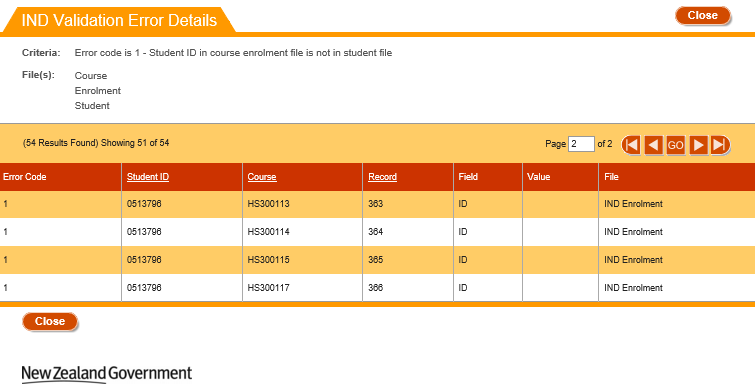 IND Validation Error Details
Close
Criteria: Error code is 1 - Student ID in course enrolment file is not in student file
File(s): Course
Enrolment
Student
(54 Results Found) Showing 51 of 54 Page 2 of 2 GO
Error Code Student ID Course Record Field Value File
1 0513796 HS300113 363 ID IND Enrolment
1 0513796 HS300114 364 ID IND Enrolment
1 0513796 HS300115 365 ID IND Enrolment
1 0513796 HS300117 366 ID IND Enrolment
Close
New Zealand Government